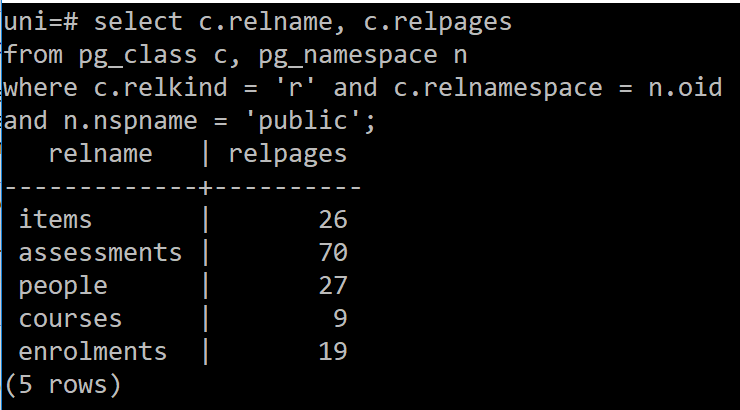 uni=# select c.relname, c.relpages
from pg_class c, pg_namespace n
where c.relkind = 'r' and c.relnamespace = n.oid
and n.nspname = 'public';
   relname   | relpages
-------------+----------
 items       |       26
 assessments |       70
 people      |       27
 courses     |        9
 enrolments  |       19
(5 rows)